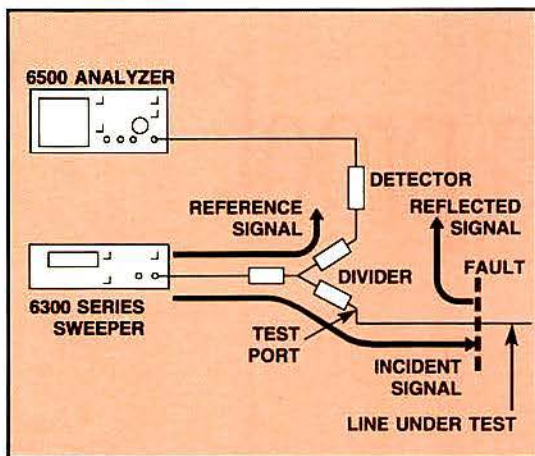 6500 ANALYZER
DETECTOR
REFERENCE
SIGNAL
REFLECTED
SIGNAL
DIVIDER
FAULT
6300 SERIES
SWEEPER
TEST
PORT
INCIDENT
SIGNAL
LINE UNDER TEST